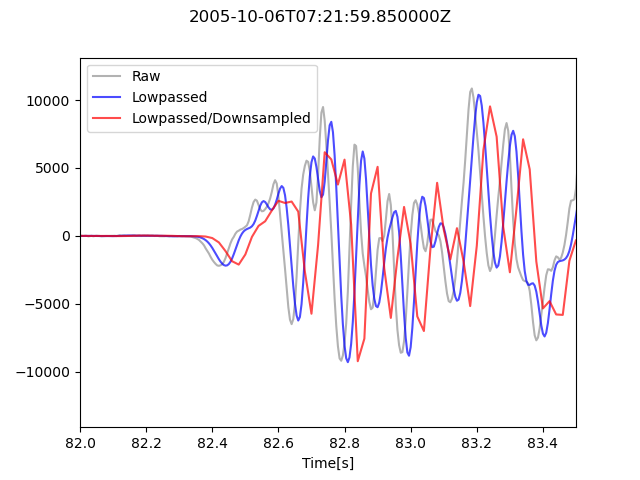 2005-10-06T07:21:59.850000Z
Raw
Lowpassed
Lowpassed/Downsampled
10000
5000
0
−5000
−10000
82.0 82.2 82.4 82.6 82.8 83.0 83.2 83.4
Time[s]